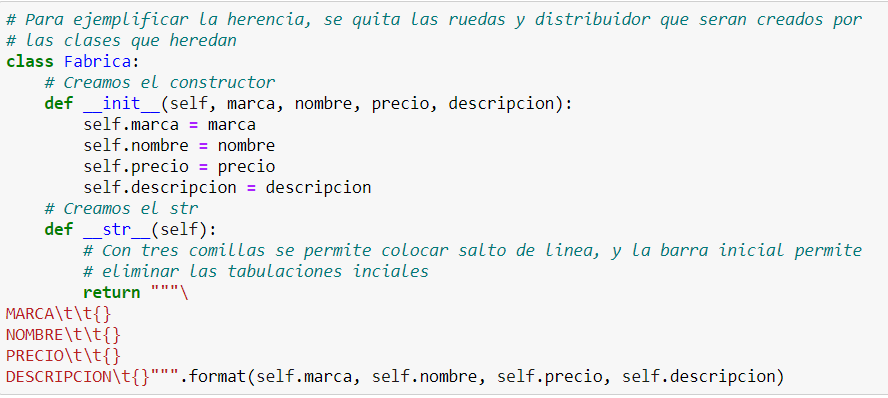 # Para ejemplificar la herencia, se quita las ruedas y distribuidor que seran creados por
# las clases que heredan
class Fabrica:
    # Creamos el constructor
    def __init__(self, marca, nombre, precio, descripcion):
        self.marca = marca
        self.nombre = nombre
        self.precio = precio
        self.descripcion = descripcion
    # Creamos el str
    def __str__(self):
        # Con tres comillas se permite colocar salto de linea, y la barra inicial permite
        # eliminar las tabulaciones inciales
        return """\
MARCA\t\t{}
NOMBRE\t\t{}
PRECIO\t\t{}
DESCRIPCION\t{}""".format(self.marca, self.nombre, self.precio, self.descripcion)